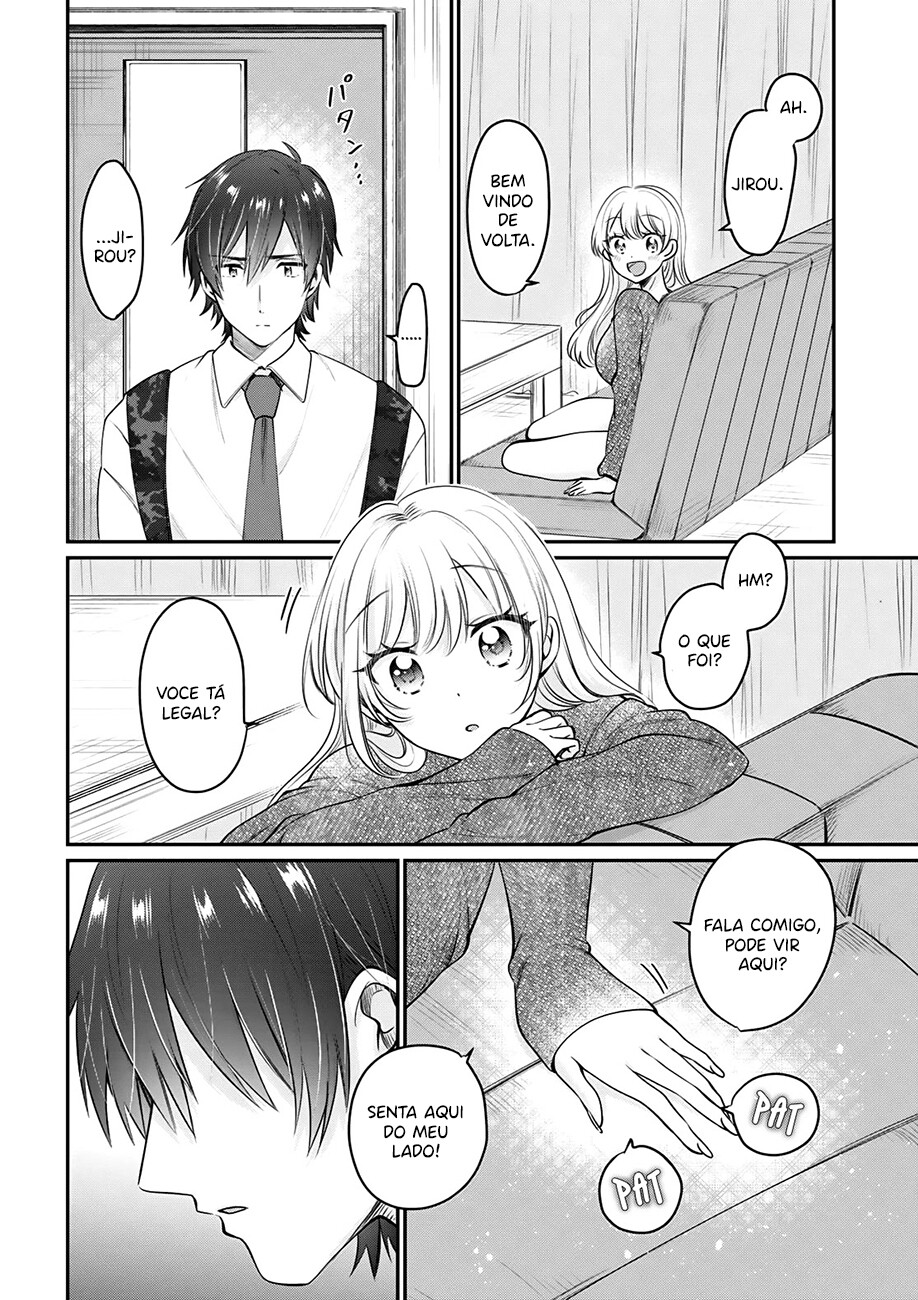 AH.
JIROU.
BEM
VINDO
DE
VOLTA.
パタン…
......
...JI-
ROU?
HM?
O QUE
FOI?
VOCE TÁ
LEGAL?
FALA COMIGO,
PODE VIR
AQUI?
PAT
PAT
SENTA AQUI
DO MEU
LADO!